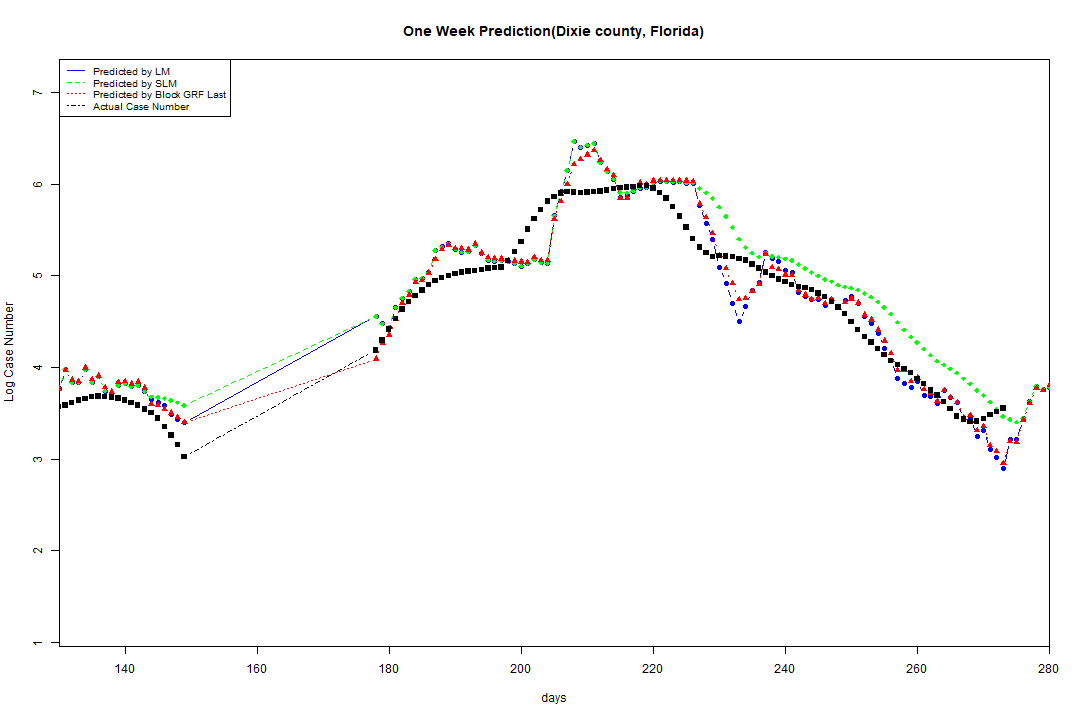 One Week Prediction(Dixie county, Florida)
Predicted by LM
Predicted by SLM
Predicted by Block GRF Last
Actual Case Number
Log Case Number
7
6
5
4
3
2
1
140 160 180 200 220 240 260 280
days